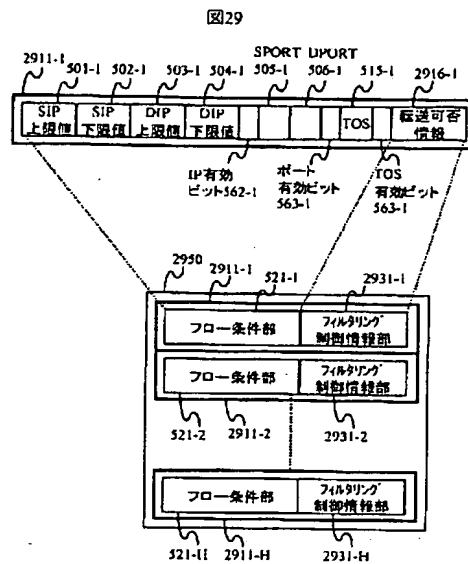 図29
SPORT DPORT
2911-1
501-1
502-1
503-1
504-1
505-1
506-1
515-1
2916-1
SIP
上限値
SIP
下限値
DIP
上限値
DIP
下限値
TOS
転送可否
情報
IP有効
ビット562-1
ポート
有効ビット
563-1
TOS
有効ビット
563-1
2950
2911-1
521-1
2931-1
フロー条件部
フィルタリング
制御情報部
フロー条件部
フィルタリング
制御情報部
521-2
2911-2
2931-2
フロー条件部
フィルタリング
制御情報部
521-H
2911-H
2931-H